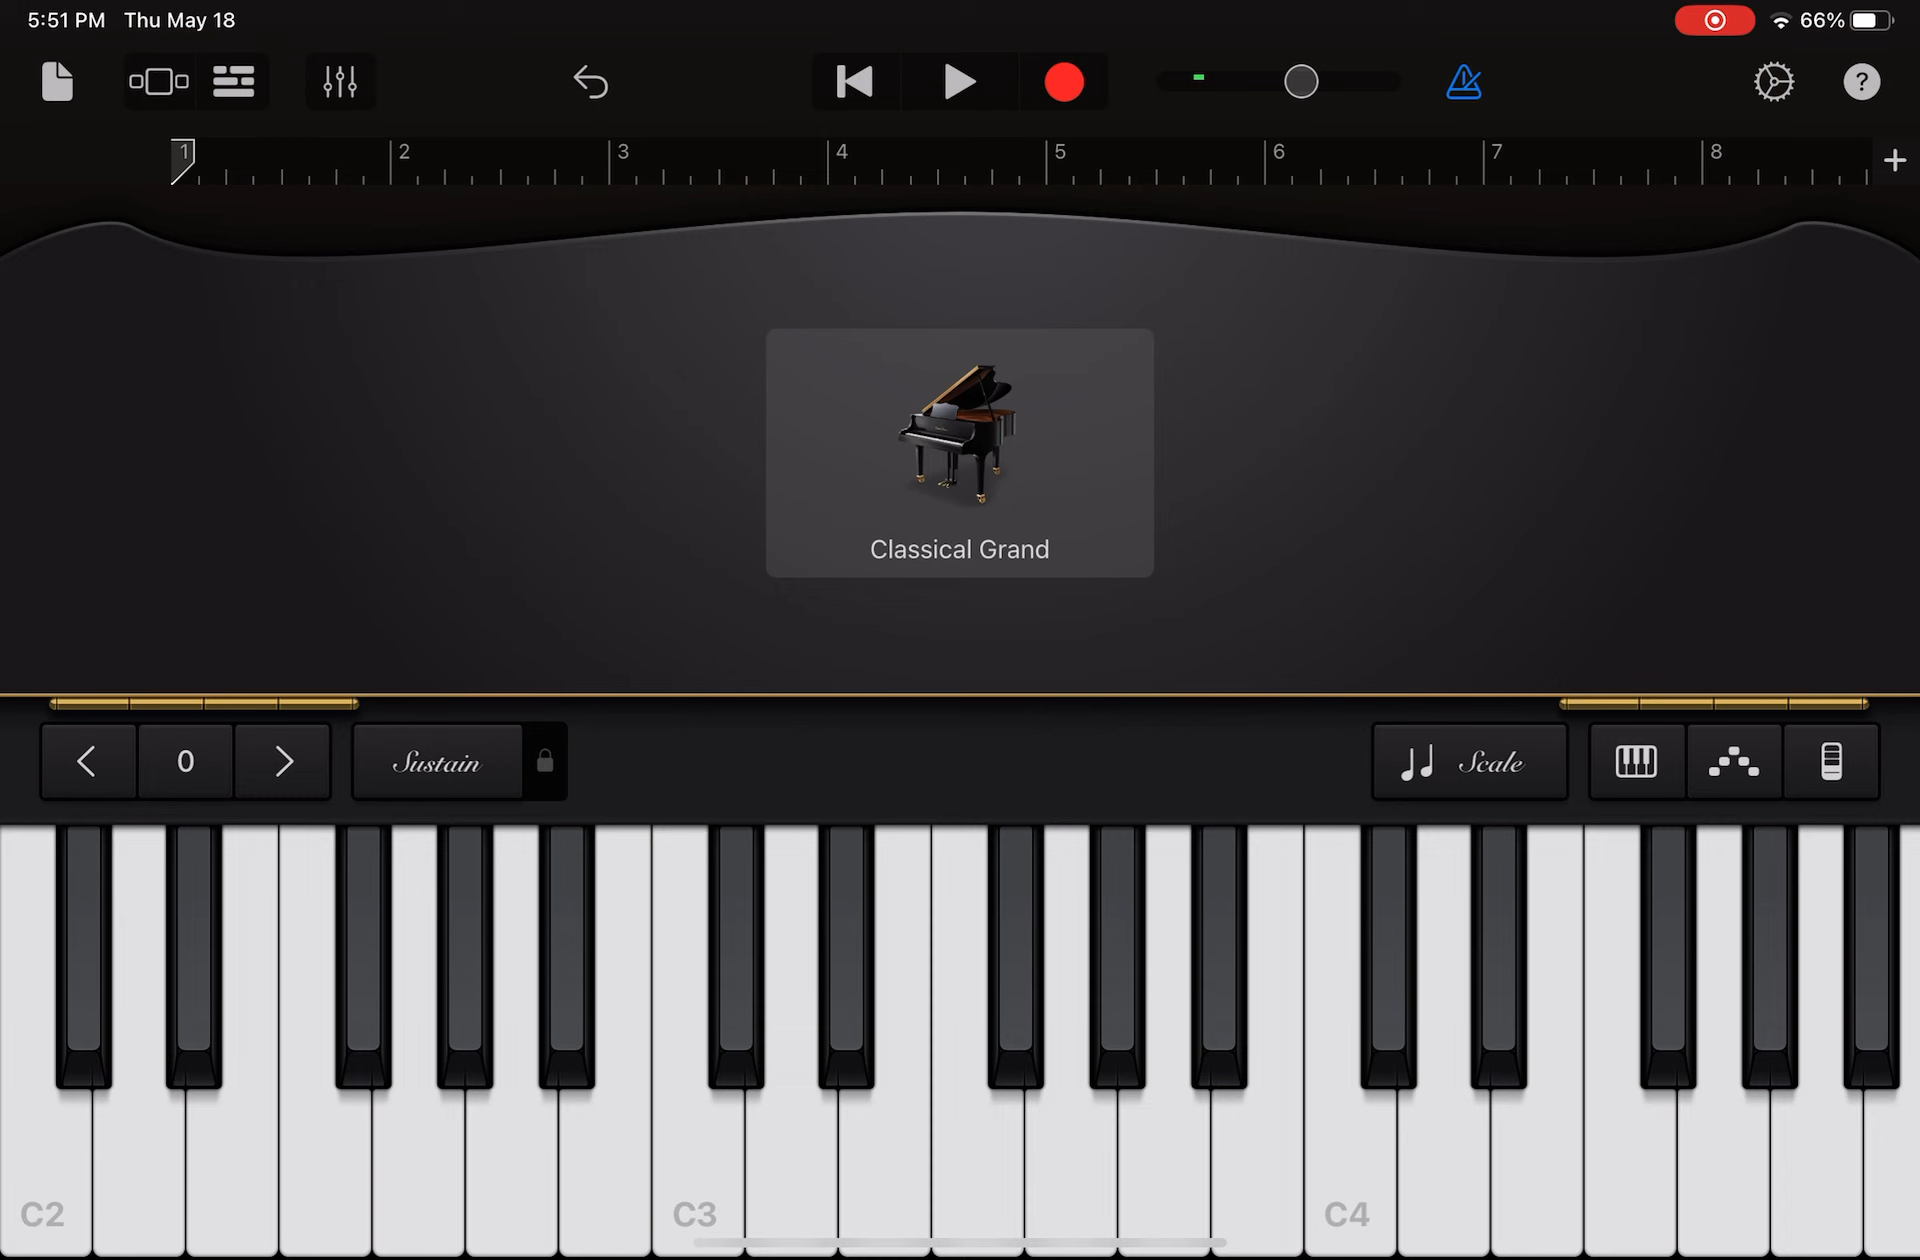 5:51 PM Thu May 18
66%
?
1 2 3 4 5 6 7 8 +
Classical Grand
0 Sustain Scale
C2 C3 C4